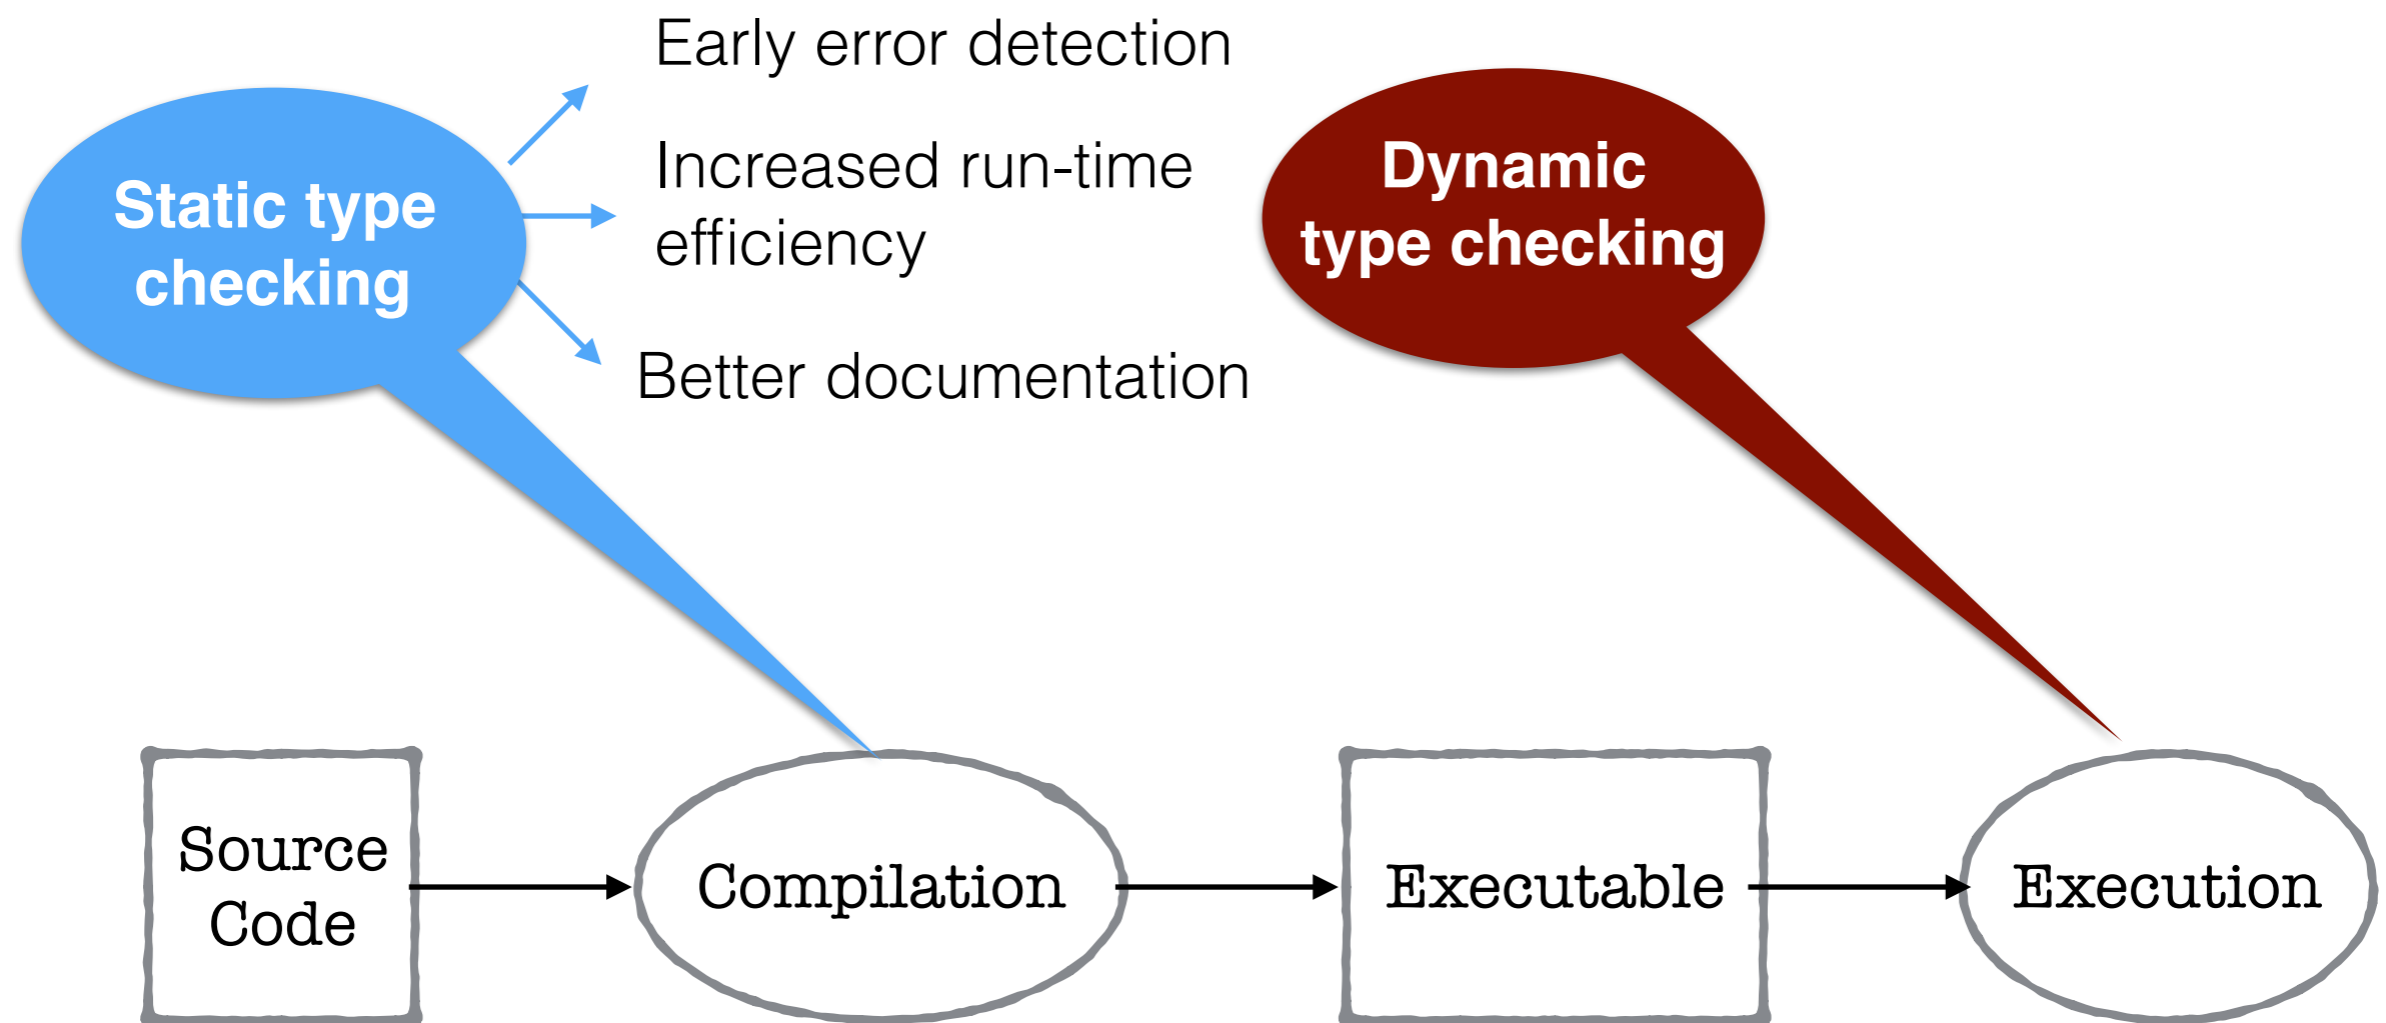 Early error detection
Increased run-time
efficiency
Better documentation
Static type
checking
Dynamic
type checking
Source
Code
Compilation
Executable
Execution